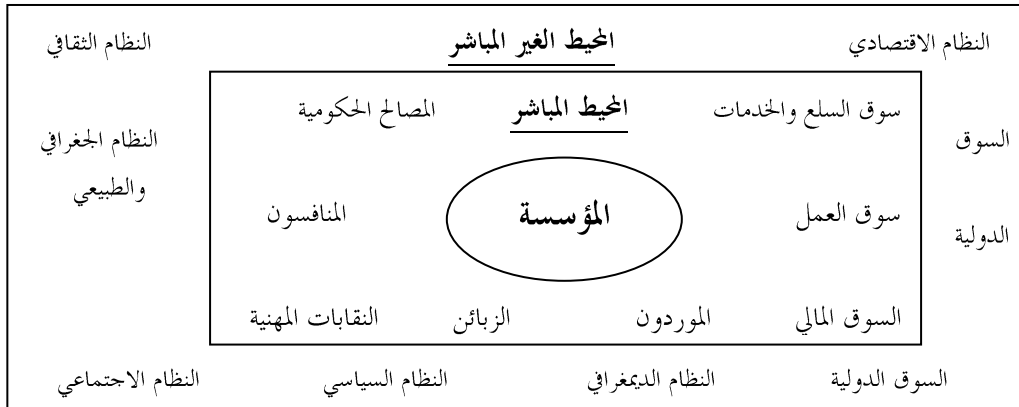 النظام الاقتصادي
المحيط الغير المباشر
النظام الثقافي
سوق السلع والخدمات
المحيط المباشر
المصالح الحكومية
السوق
الدولية
النظام الجغرافي
والطبيعي
سوق العمل
المؤسسة
المنافسون
السوق المالي
الموردون
الزبائن
النقابات المهنية
السوق الدولية
النظام الديمغرافي
النظام السياسي
النظام الاجتماعي